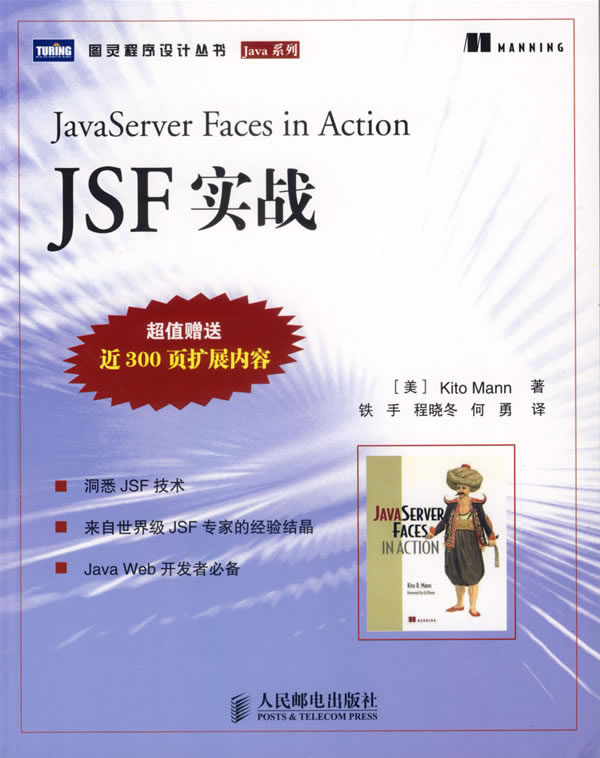 TURING 图灵程序设计丛书 Java 系列
MANNING
JavaServer Faces in Action
JSF 实战
超值赠送
近 300 页扩展内容
[美] Kito Mann 著
铁 手 程晓冬 何 勇 译
洞悉 JSF 技术
来自世界级 JSF 专家的经验结晶
Java Web 开发者必备
JAVASERVER
FACES
IN ACTION
Kito D. Mann
MANNING
人民邮电出版社
POSTS & TELECOM PRESS